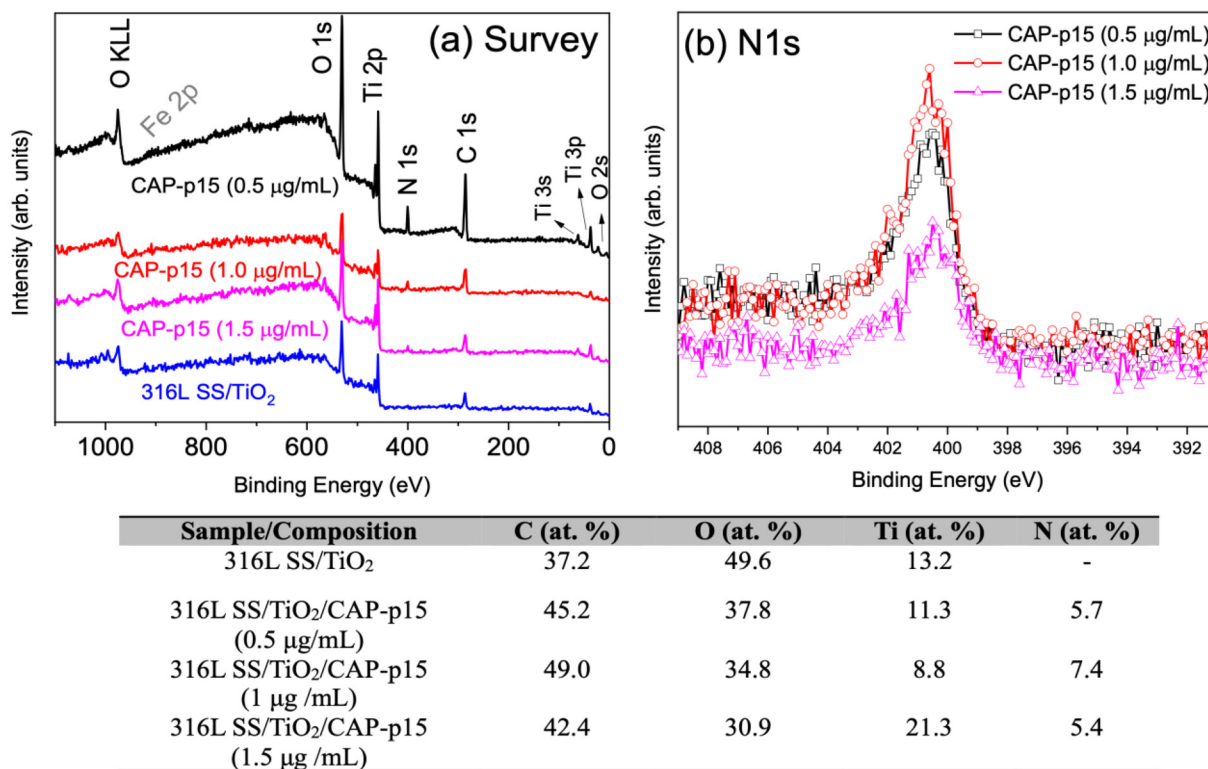 (a) Survey
O KLL
Fe 2p
O 1s
Ti 2p
N 1s
C 1s
Ti 3s
Ti 3p
O 2s
CAP-p15 (0.5 μg/mL)
CAP-p15 (1.0 μg/mL)
CAP-p15 (1.5 μg/mL)
316L SS/TiO₂
Intensity (arb. units)
1000 800 600 400 200 0
Binding Energy (eV)
(b) N1s
CAP-p15 (0.5 μg/mL)
CAP-p15 (1.0 μg/mL)
CAP-p15 (1.5 μg/mL)
Intensity (arb. units)
408 406 404 402 400 398 396 394 392
Binding Energy (eV)
Sample/Composition C (at. %) O (at. %) Ti (at. %) N (at. %)
316L SS/TiO₂ 37.2 49.6 13.2 -
316L SS/TiO₂/CAP-p15 45.2 37.8 11.3 5.7
(0.5 μg/mL)
316L SS/TiO₂/CAP-p15 49.0 34.8 8.8 7.4
(1 μg /mL)
316L SS/TiO₂/CAP-p15 42.4 30.9 21.3 5.4
(1.5 μg /mL)